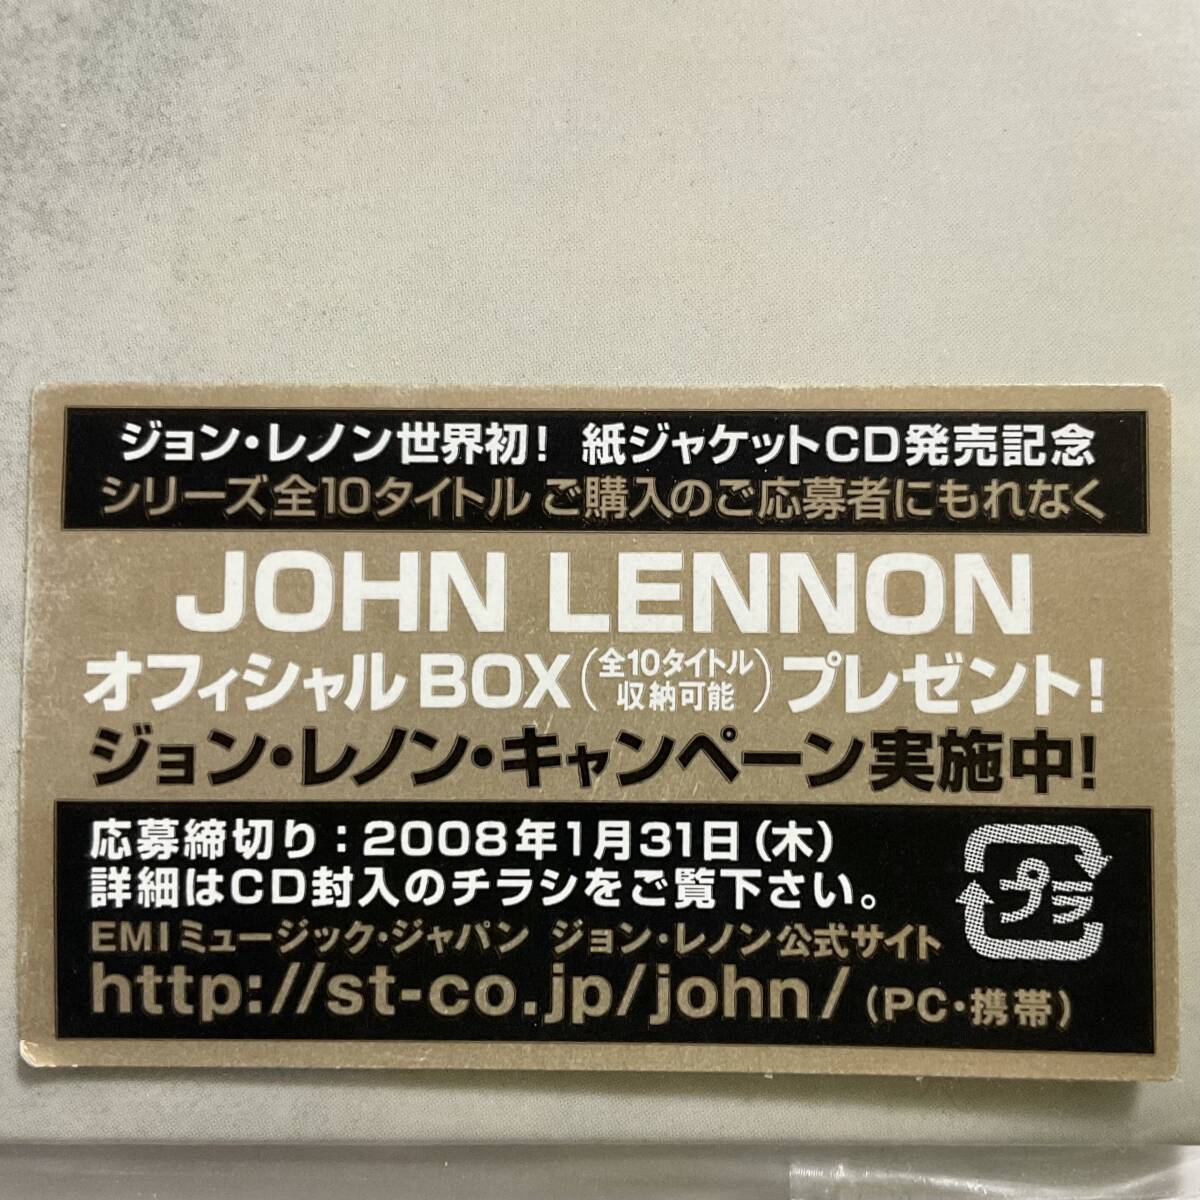 ジョン・レノン世界初! 紙ジャケットCD発売記念
シリーズ全10タイトル ご購入のご応募者にもれなく
JOHN LENNON
オフィシャルBOX(全10タイトル収納可能)プレゼント!
ジョン・レノン・キャンペーン実施中!
応募締切り:2008年1月31日(木)
詳細はCD封入のチラシをご覧下さい。
プラ
EMIミュージック・ジャパン ジョン・レノン公式サイト
http://st-co.jp/john/(PC・携帯)